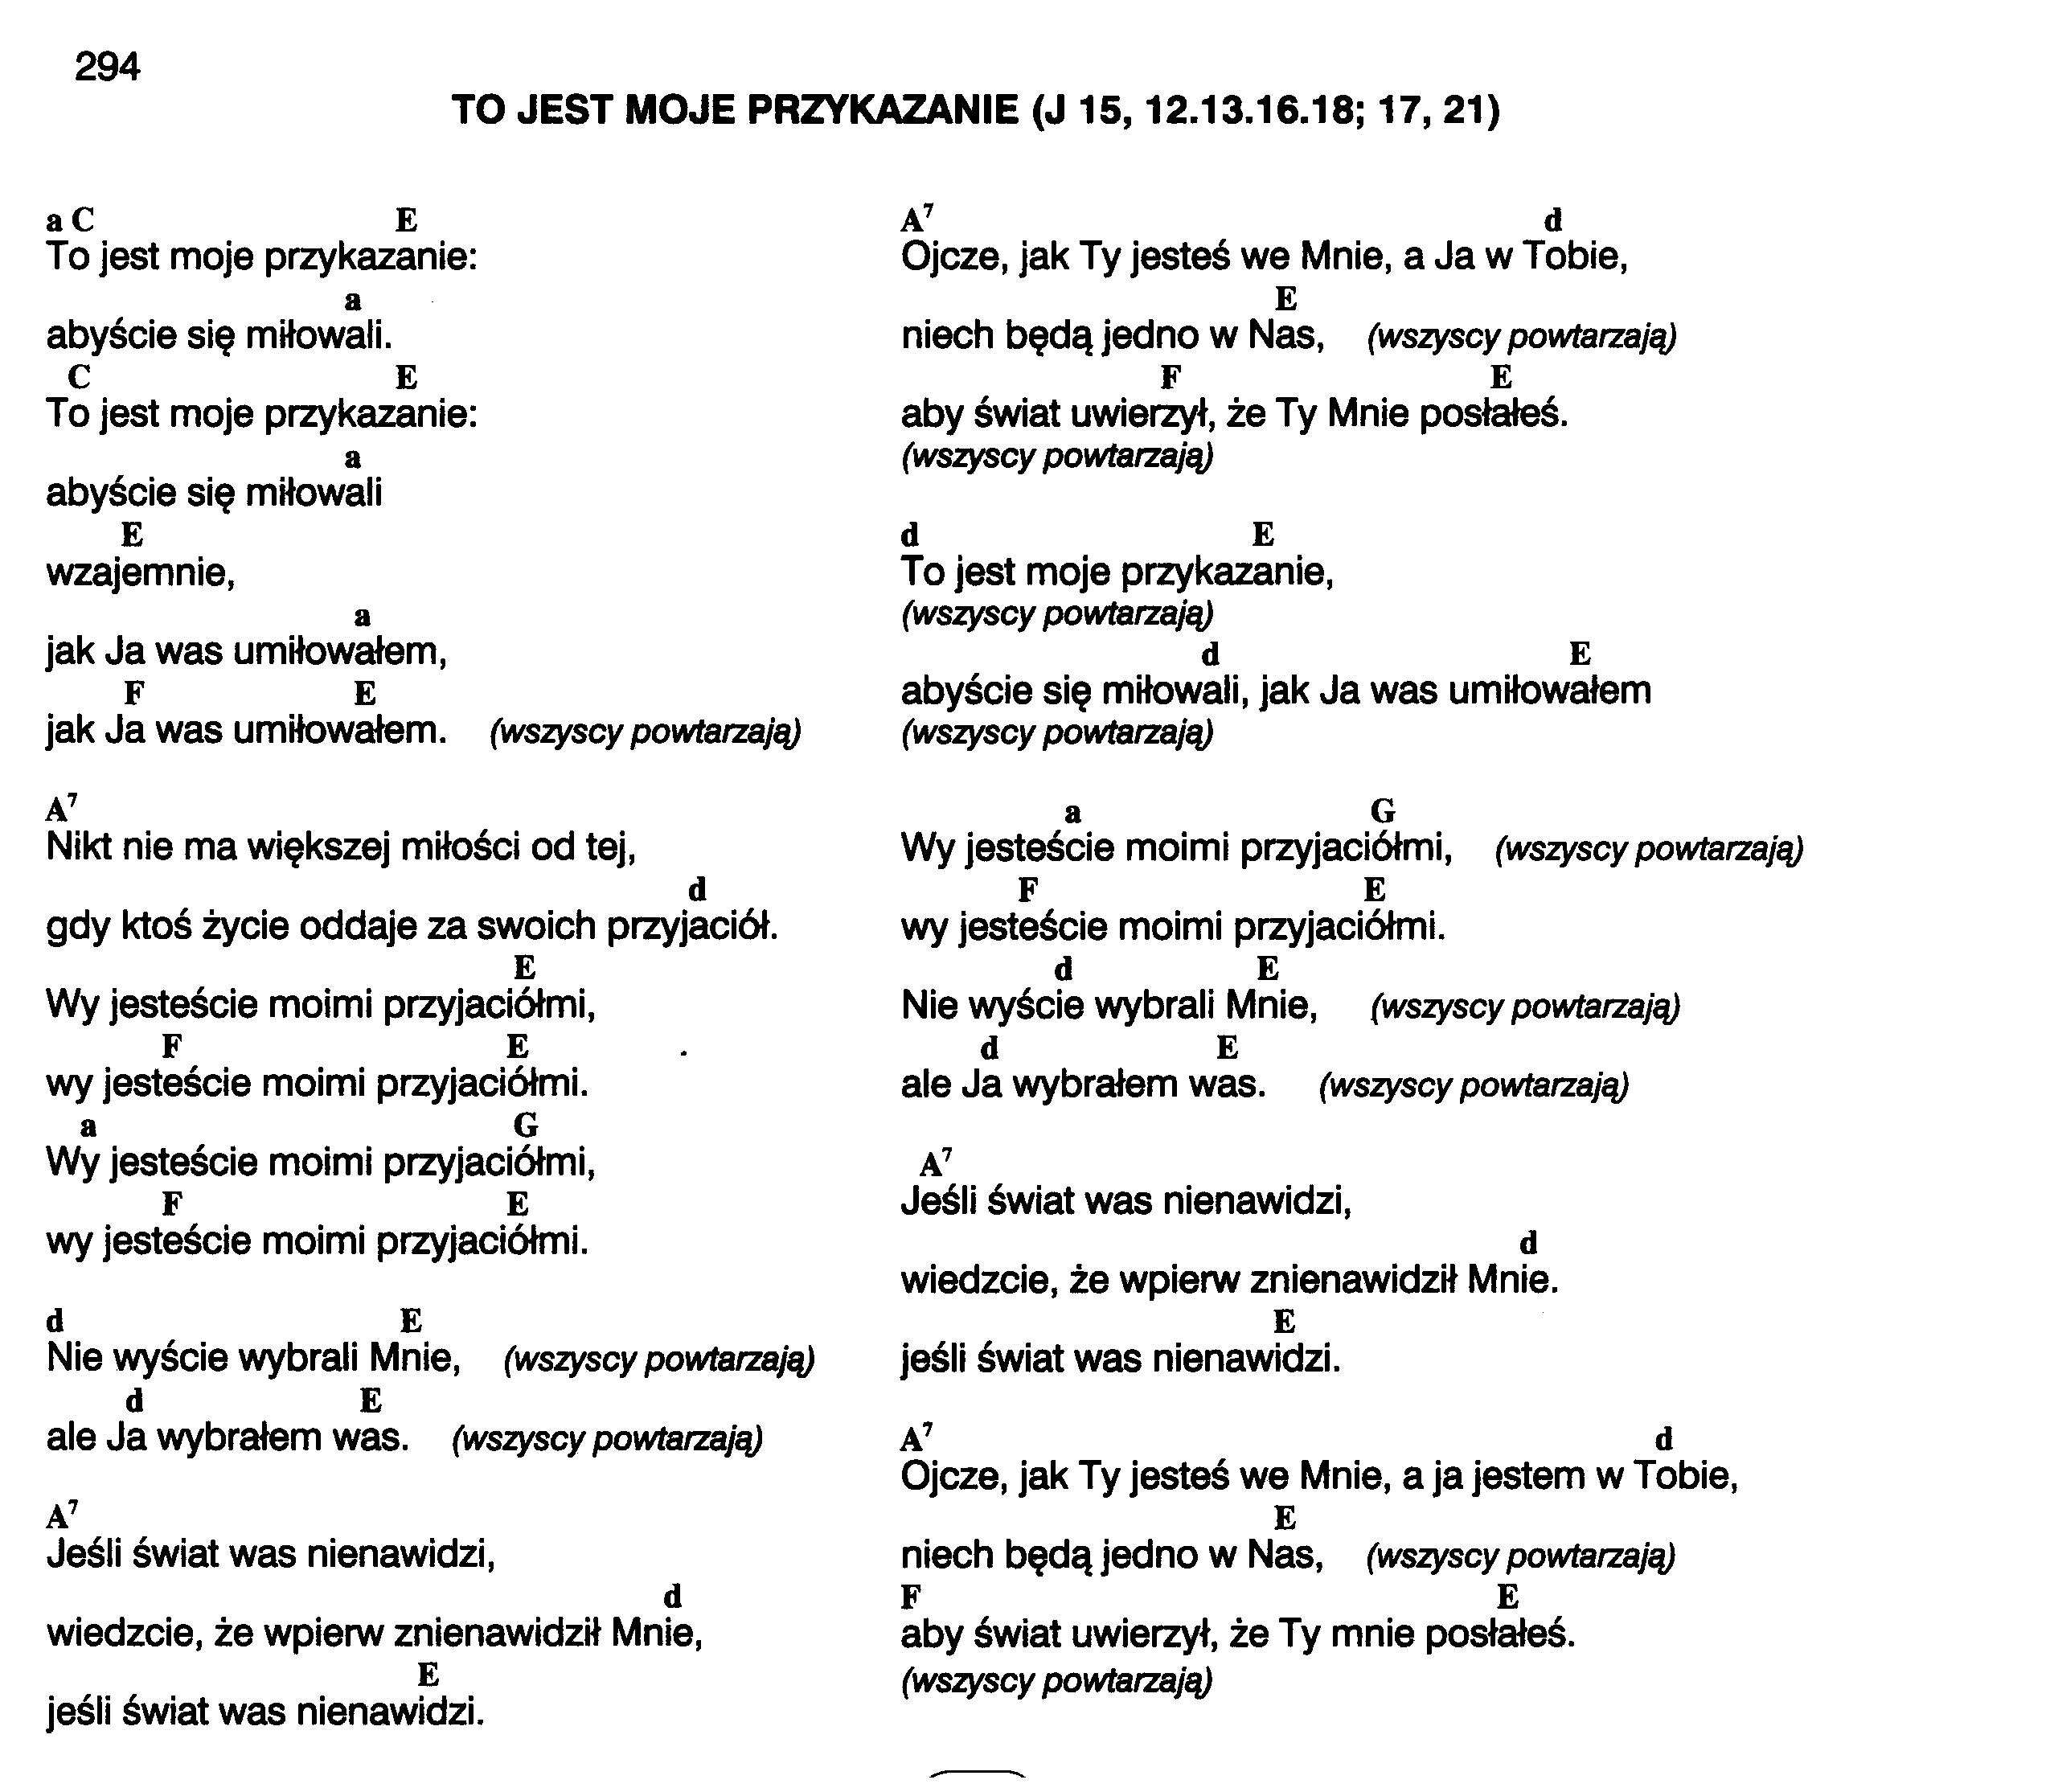 294
TO JEST MOJE PRZYKAZANIE (J 15, 12.13.16.18; 17, 21)
a C E
To jest moje przykazanie:
a
abyście się miłowali.
C E
To jest moje przykazanie:
a
abyście się miłowali
E
wzajemnie,
a
jak Ja was umiłowałem,
F E
jak Ja was umiłowałem. (wszyscy powtarzają)
A7
Nikt nie ma większej miłości od tej,
d
gdy ktoś życie oddaje za swoich przyjaciół.
E
Wy jesteście moimi przyjaciółmi,
F E
wy jesteście moimi przyjaciółmi.
a G
Wy jesteście moimi przyjaciółmi,
F E
wy jesteście moimi przyjaciółmi.
d E
Nie wyście wybrali Mnie, (wszyscy powtarzają)
d E
ale Ja wybrałem was. (wszyscy powtarzają)
A7
Jeśli świat was nienawidzi,
d
wiedzcie, że wpierw znienawidził Mnie,
E
jeśli świat was nienawidzi.
A7 d
Ojcze, jak Ty jesteś we Mnie, a Ja w Tobie,
E
niech będą jedno w Nas, (wszyscy powtarzają)
F E
aby świat uwierzył, że Ty Mnie posłałeś.
(wszyscy powtarzają)
d E
To jest moje przykazanie,
(wszyscy powtarzają)
d E
abyście się miłowali, jak Ja was umiłowałem
(wszyscy powtarzają)
a G
Wy jesteście moimi przyjaciółmi, (wszyscy powtarzają)
F E
wy jesteście moimi przyjaciółmi.
d E
Nie wyście wybrali Mnie, (wszyscy powtarzają)
d E
ale Ja wybrałem was. (wszyscy powtarzają)
A7
Jeśli świat was nienawidzi,
d
wiedzcie, że wpierw znienawidził Mnie.
E
jeśli świat was nienawidzi.
A7 d
Ojcze, jak Ty jesteś we Mnie, a ja jestem w Tobie,
E
niech będą jedno w Nas, (wszyscy powtarzają)
F E
aby świat uwierzył, że Ty mnie posłałeś.
(wszyscy powtarzają)